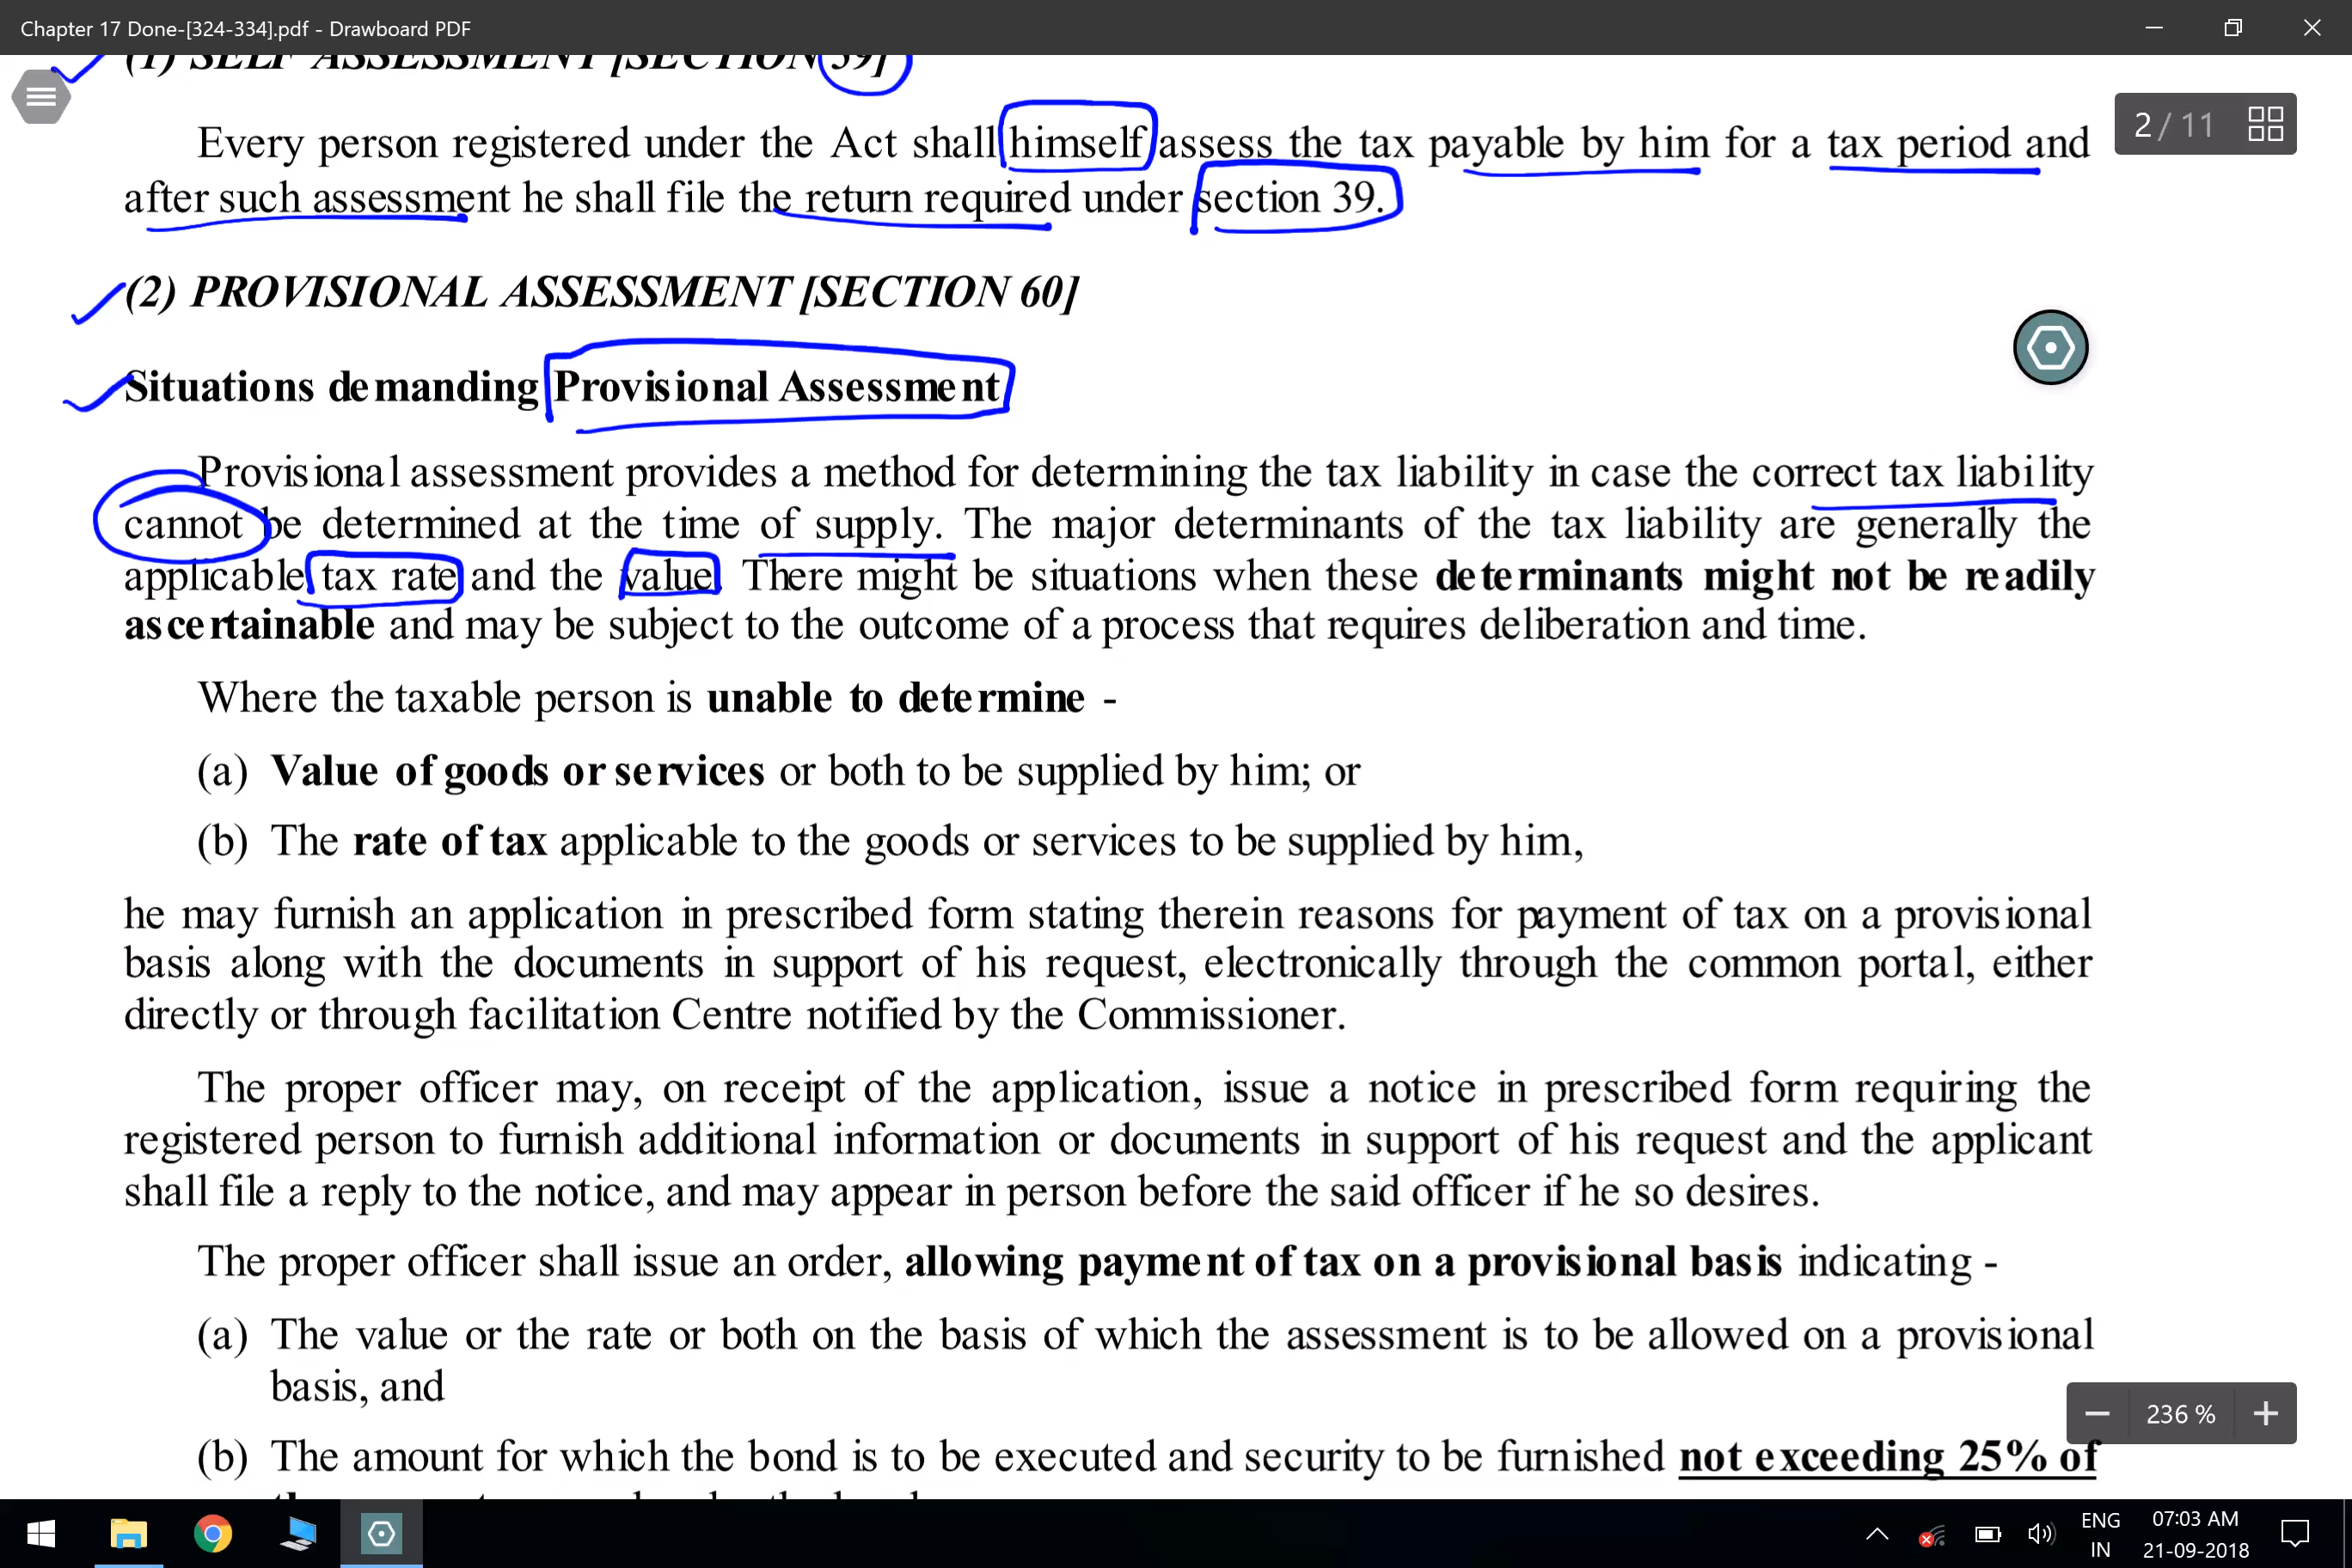 Chapter 17 Done-[324-334].pdf - Drawboard PDF
(1) SELF ASSESSMENT [SECTION 59]
2 / 11
Every person registered under the Act shall himself assess the tax payable by him for a tax period and
after such assessment he shall file the return required under section 39.
(2) PROVISIONAL ASSESSMENT [SECTION 60]
Situations demanding Provisional Assessment
Provisional assessment provides a method for determining the tax liability in case the correct tax liability
cannot be determined at the time of supply. The major determinants of the tax liability are generally the
applicable tax rate and the value. There might be situations when these determinants might not be readily
ascertainable and may be subject to the outcome of a process that requires deliberation and time.
Where the taxable person is unable to determine -
(a) Value of goods or services or both to be supplied by him; or
(b) The rate of tax applicable to the goods or services to be supplied by him,
he may furnish an application in prescribed form stating therein reasons for payment of tax on a provisional
basis along with the documents in support of his request, electronically through the common portal, either
directly or through facilitation Centre notified by the Commissioner.
The proper officer may, on receipt of the application, issue a notice in prescribed form requiring the
registered person to furnish additional information or documents in support of his request and the applicant
shall file a reply to the notice, and may appear in person before the said officer if he so desires.
The proper officer shall issue an order, allowing payment of tax on a provisional basis indicating -
(a) The value or the rate or both on the basis of which the assessment is to be allowed on a provisional
basis, and
236 %
(b) The amount for which the bond is to be executed and security to be furnished not exceeding 25% of
ENG
IN
07:03 AM
21-09-2018